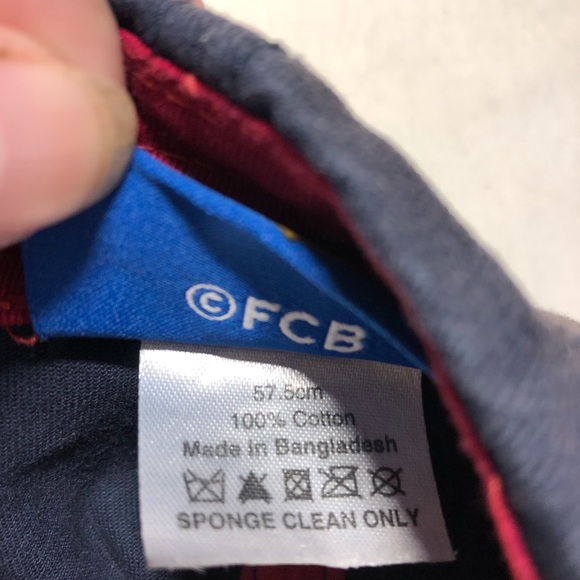 ©FCB
57.5cm
100% Cotton
Made in Bangladesh
SPONGE CLEAN ONLY